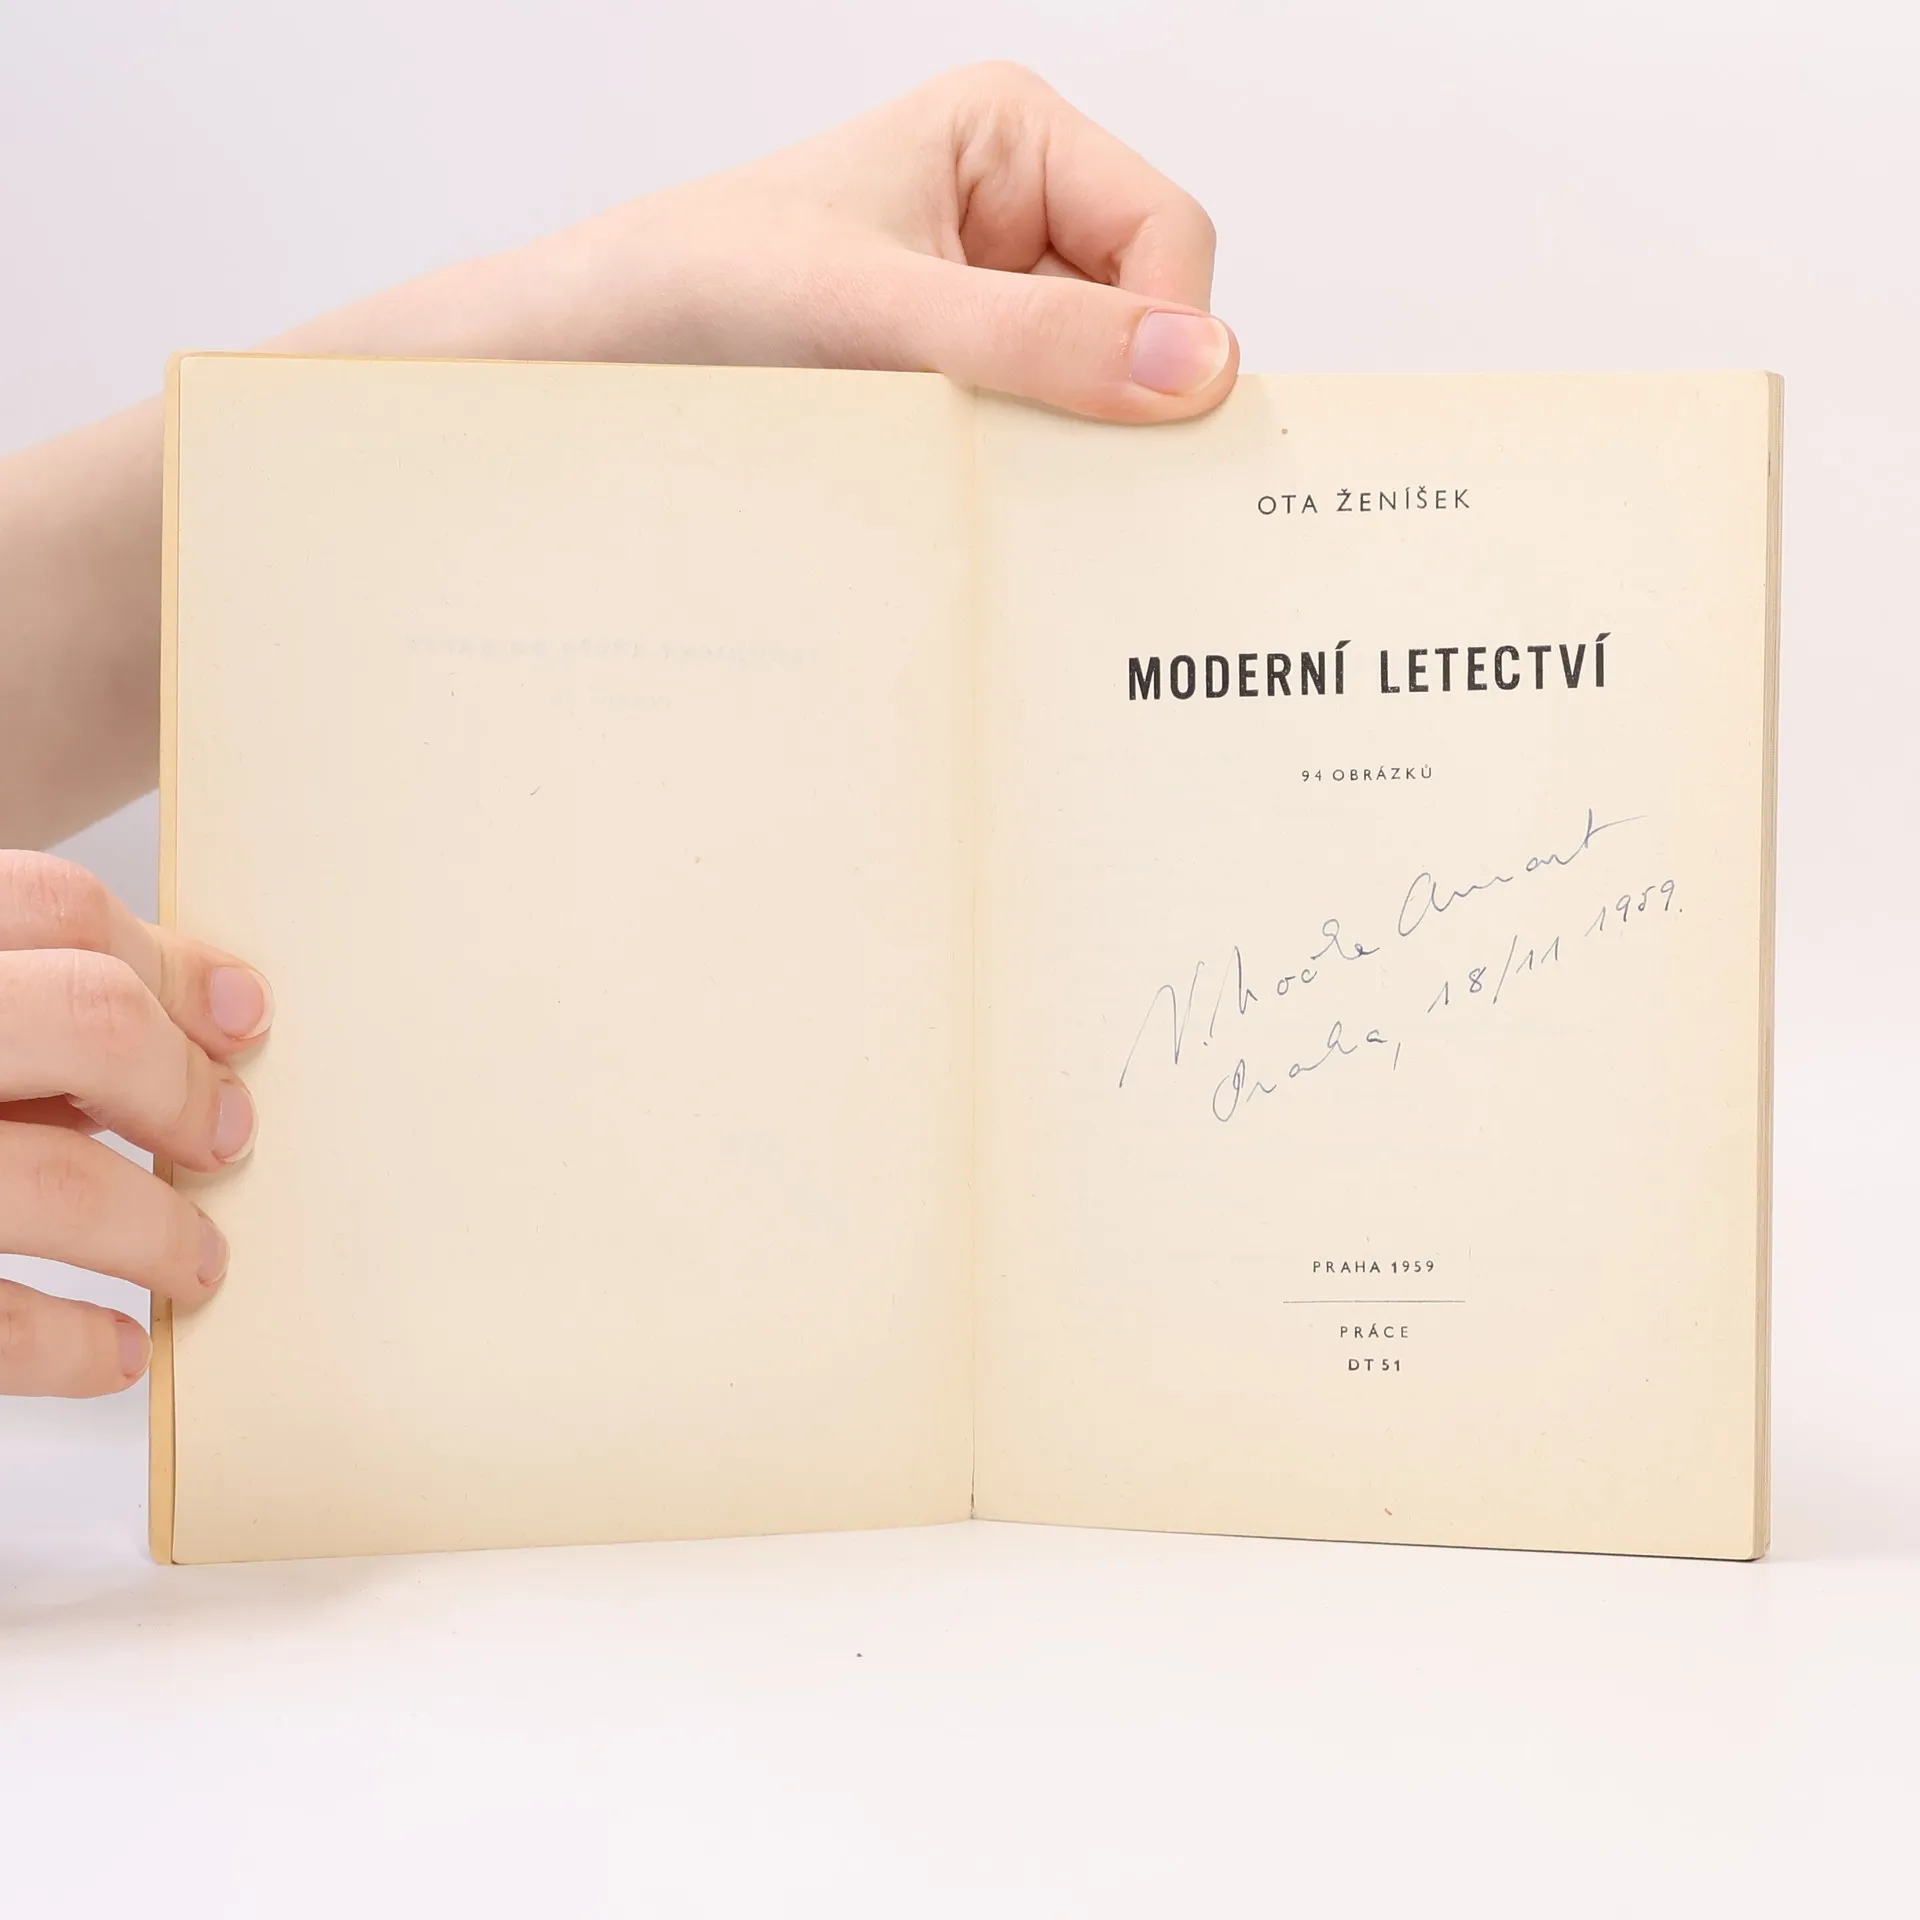 OTA ŽENÍŠEK
MODERNÍ LETECTVÍ
94 OBRÁZKŮ
Praha, 18/11 1959.
PRAHA 1959
PRÁCE
DT 51